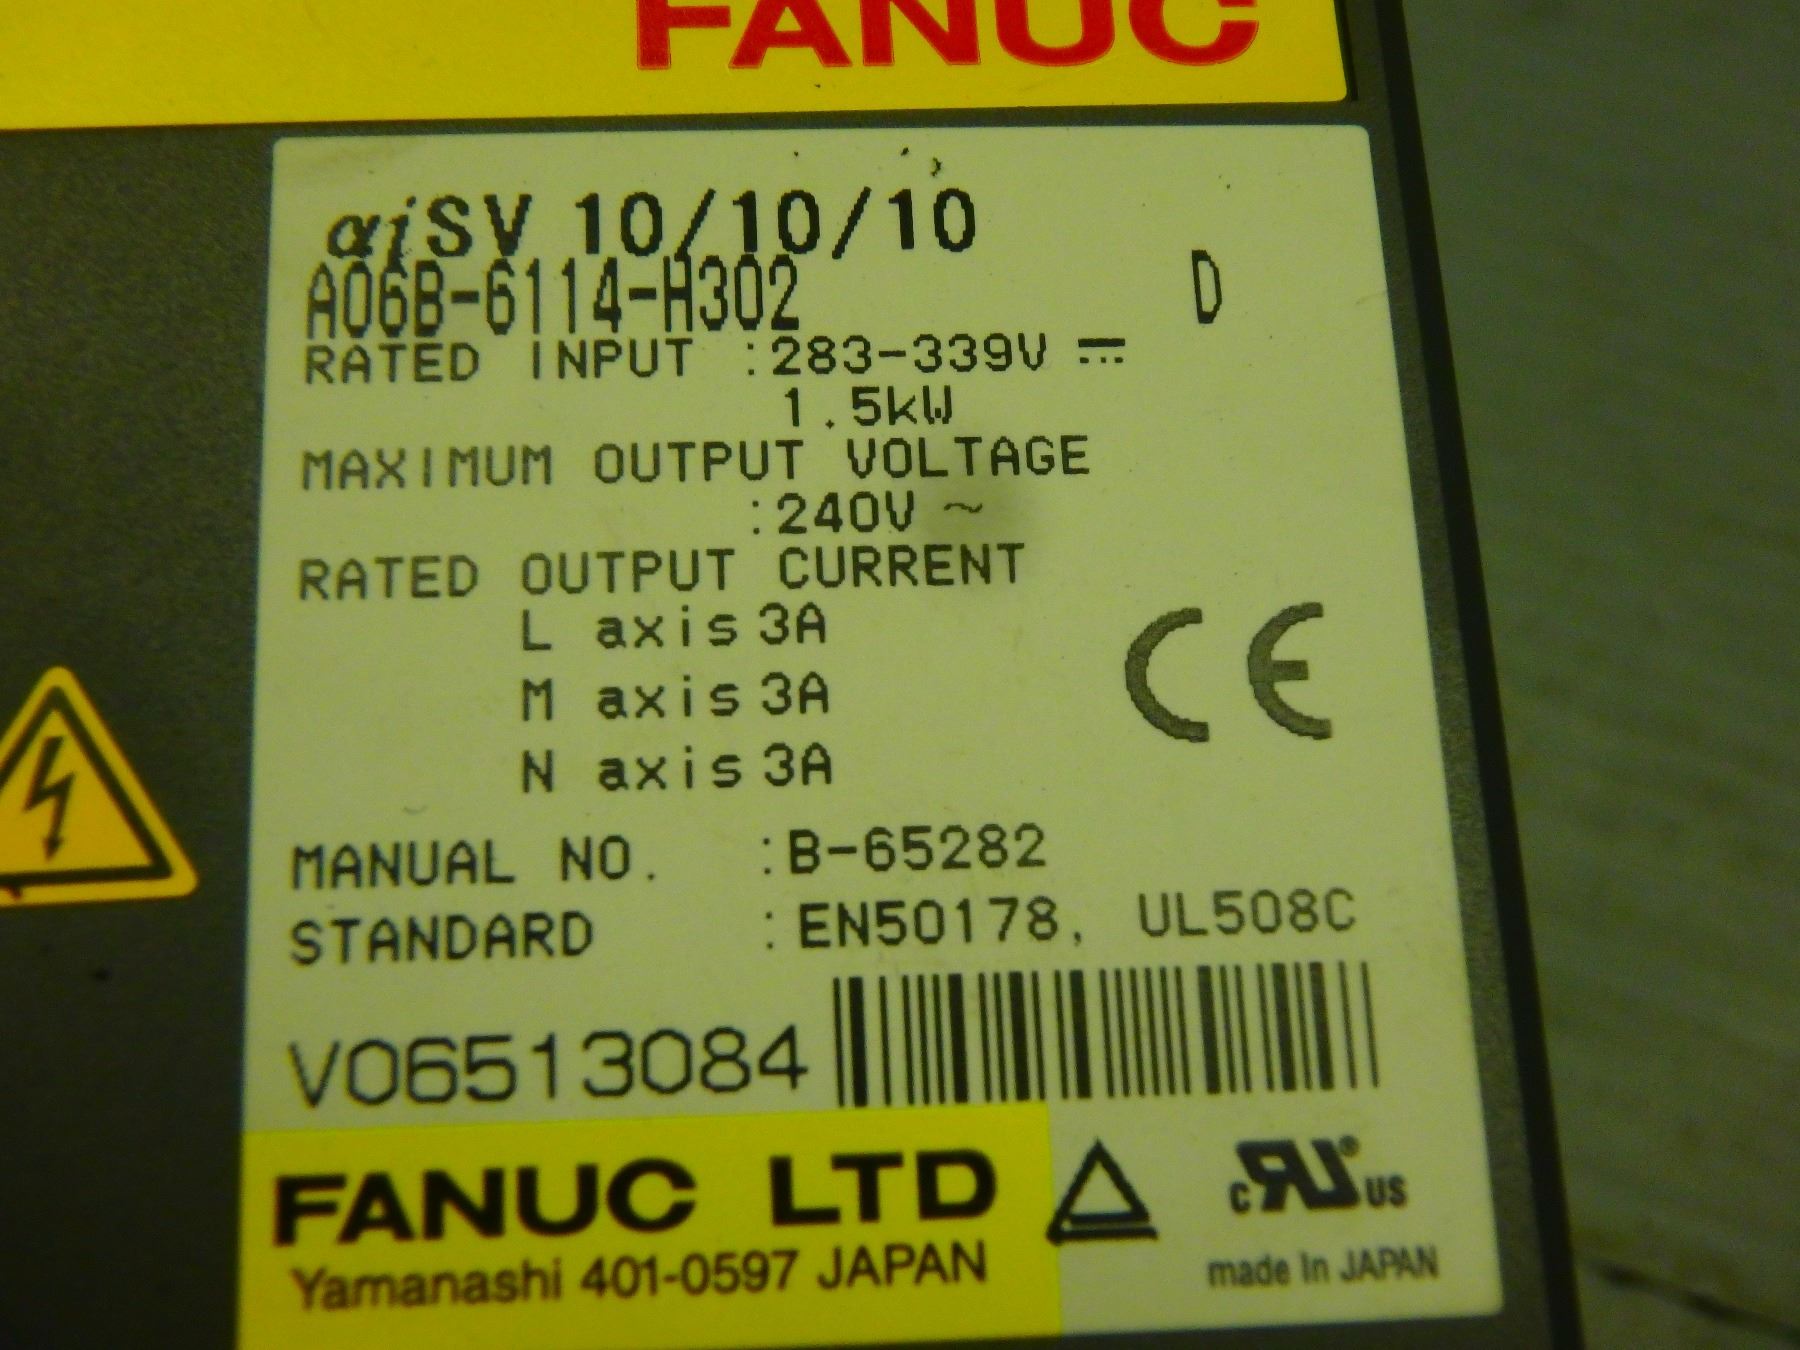 FANUC
αiSV 10/10/10
A06B-6114-H302 D
RATED INPUT :283-339V ⎓
1.5kW
MAXIMUM OUTPUT VOLTAGE
:240V ~
RATED OUTPUT CURRENT
L axis 3A
M axis 3A
N axis 3A
CE
MANUAL NO. :B-65282
STANDARD :EN50178, UL508C
V06513084
FANUC LTD
Yamanashi 401-0597 JAPAN
c RU US
made In JAPAN